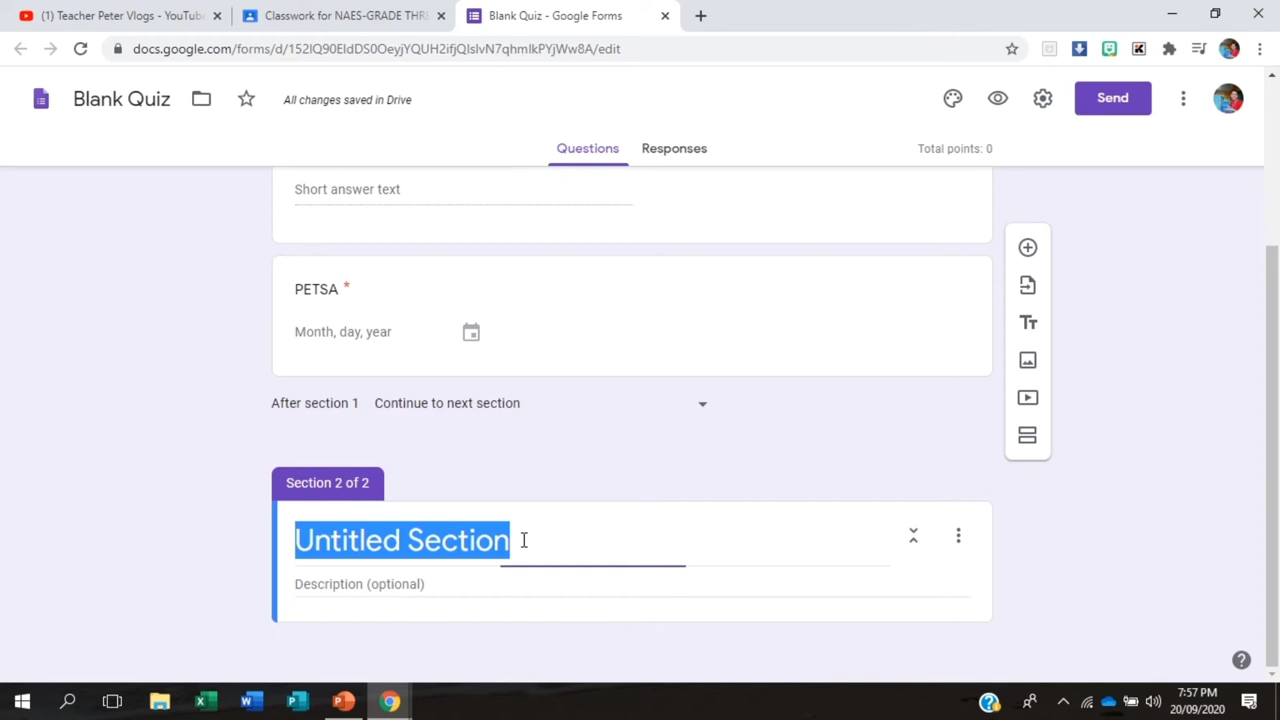 (1) Teacher Peter Vlogs - YouTube
Classwork for NAES-GRADE THR
Blank Quiz - Google Forms
docs.google.com/forms/d/152lQ90EIdDS0OeyjYQUH2ifjQlslvN7qhmlkPYjWw8A/edit
Blank Quiz
All changes saved in Drive
Send
Questions
Responses
Total points: 0
Short answer text
PETSA *
Month, day, year
After section 1 Continue to next section
Section 2 of 2
Untitled Section
Description (optional)
7:57 PM
20/09/2020